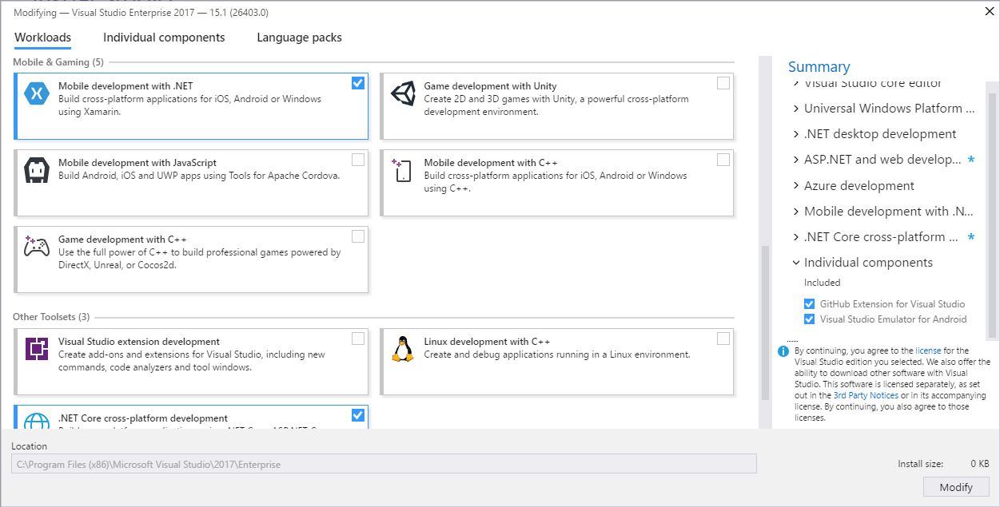 Modifying — Visual Studio Enterprise 2017 — 15.1 (26403.0)
Workloads
Individual components
Language packs
Mobile & Gaming (5)
Mobile development with .NET
Build cross-platform applications for iOS, Android or Windows
using Xamarin.
Game development with Unity
Create 2D and 3D games with Unity, a powerful cross-platform
development environment.
Mobile development with JavaScript
Build Android, iOS and UWP apps using Tools for Apache Cordova.
Mobile development with C++
Build cross-platform applications for iOS, Android or Windows
using C++.
Game development with C++
Use the full power of C++ to build professional games powered by
DirectX, Unreal, or Cocos2d.
Other Toolsets (3)
Visual Studio extension development
Create add-ons and extensions for Visual Studio, including new
commands, code analyzers and tool windows.
Linux development with C++
Create and debug applications running in a Linux environment.
.NET Core cross-platform development
Summary
Visual Studio core editor
Universal Windows Platform ...
.NET desktop development
ASP.NET and web develop... *
Azure development
Mobile development with .N...
.NET Core cross-platform ... *
Individual components
Included
GitHub Extension for Visual Studio
Visual Studio Emulator for Android
By continuing, you agree to the license for the
Visual Studio edition you selected. We also offer the
ability to download other software with Visual
Studio. This software is licensed separately, as set
out in the 3rd Party Notices or in its accompanying
license. By continuing, you also agree to those
licenses.
Location
C:\Program Files (x86)\Microsoft Visual Studio\2017\Enterprise
Install size: 0 KB
Modify